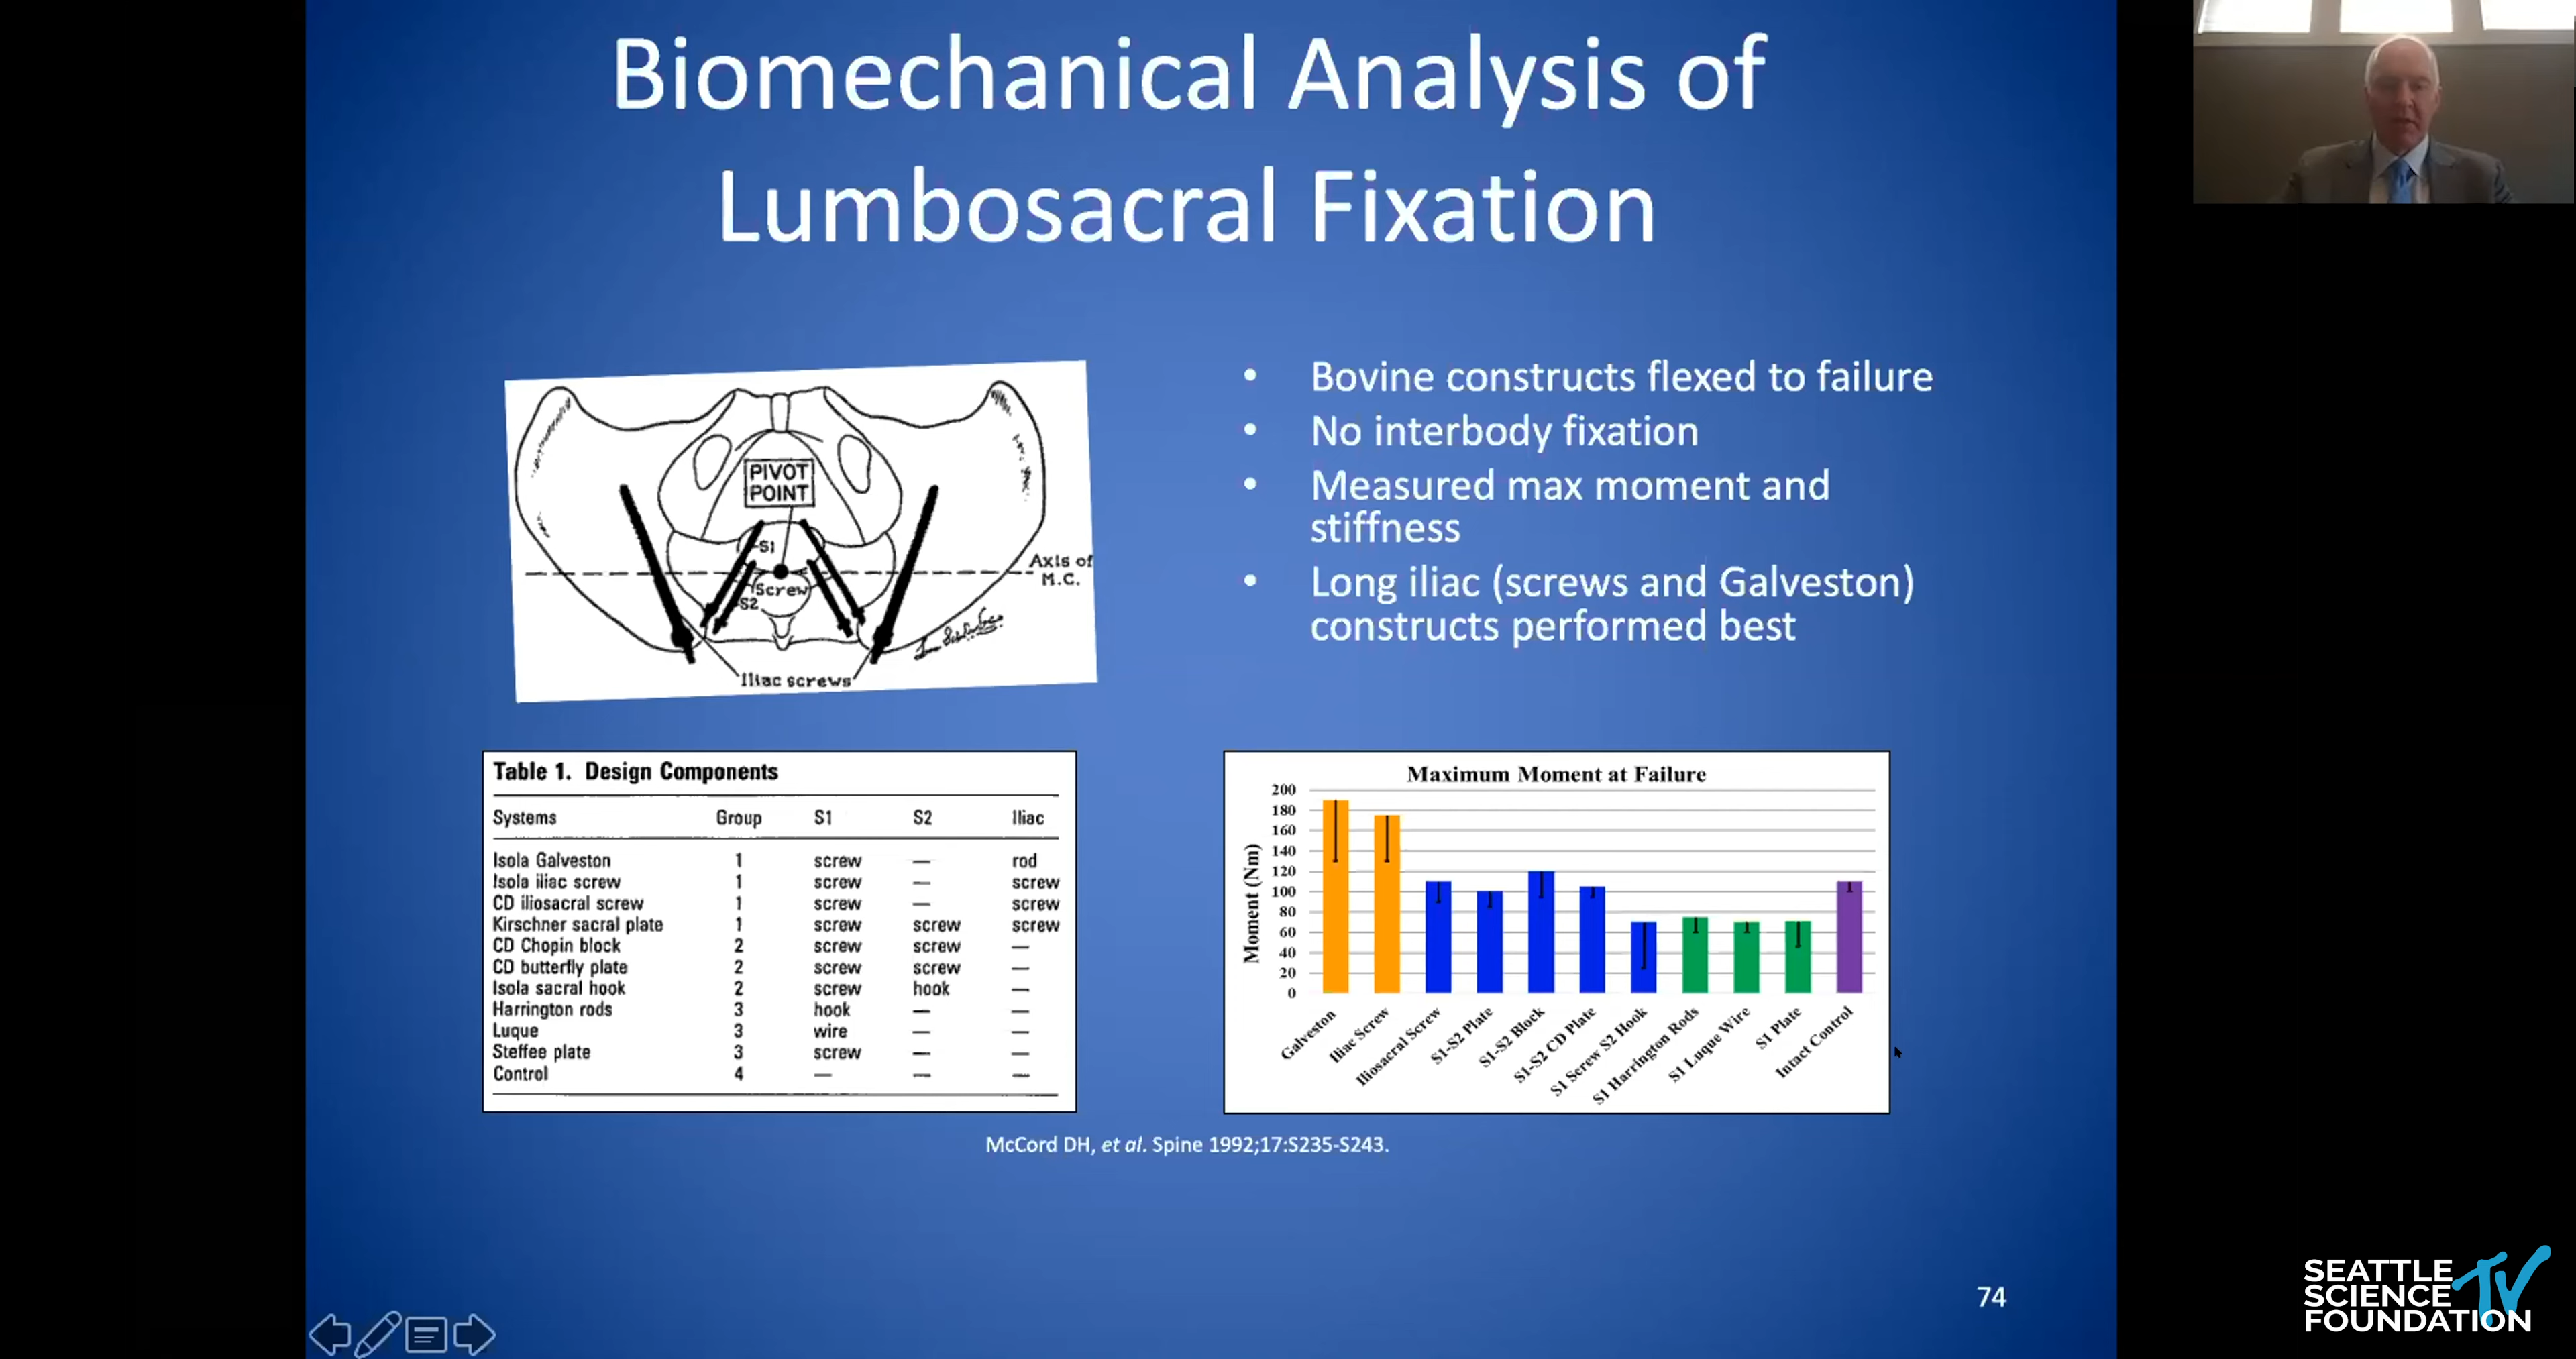 Biomechanical Analysis of
Lumbosacral Fixation
PIVOT
POINT
S1
Axis of
M.C.
Screw
S2
Iliac screws
• Bovine constructs flexed to failure
• No interbody fixation
• Measured max moment and
stiffness
• Long iliac (screws and Galveston)
constructs performed best
Table 1. Design Components
Systems Group S1 S2 Iliac
Isola Galveston 1 screw — rod
Isola iliac screw 1 screw — screw
CD iliosacral screw 1 screw — screw
Kirschner sacral plate 1 screw screw screw
CD Chopin block 2 screw screw —
CD butterfly plate 2 screw screw —
Isola sacral hook 2 screw hook —
Harrington rods 3 hook — —
Luque 3 wire — —
Steffee plate 3 screw — —
Control 4 — — —
Maximum Moment at Failure
Moment (Nm)
200
180
160
140
120
100
80
60
40
20
0
Galveston
Iliac Screw
Iliosacral Screw
S1-S2 Plate
S1-S2 Block
S1-S2 CD Plate
S1 Screw S2 Hook
S1 Harrington Rods
S1 Luque Wire
S1 Plate
Intact Control
McCord DH, et al. Spine 1992;17:S235-S243.
74
SEATTLE
SCIENCE
FOUNDATION
TV